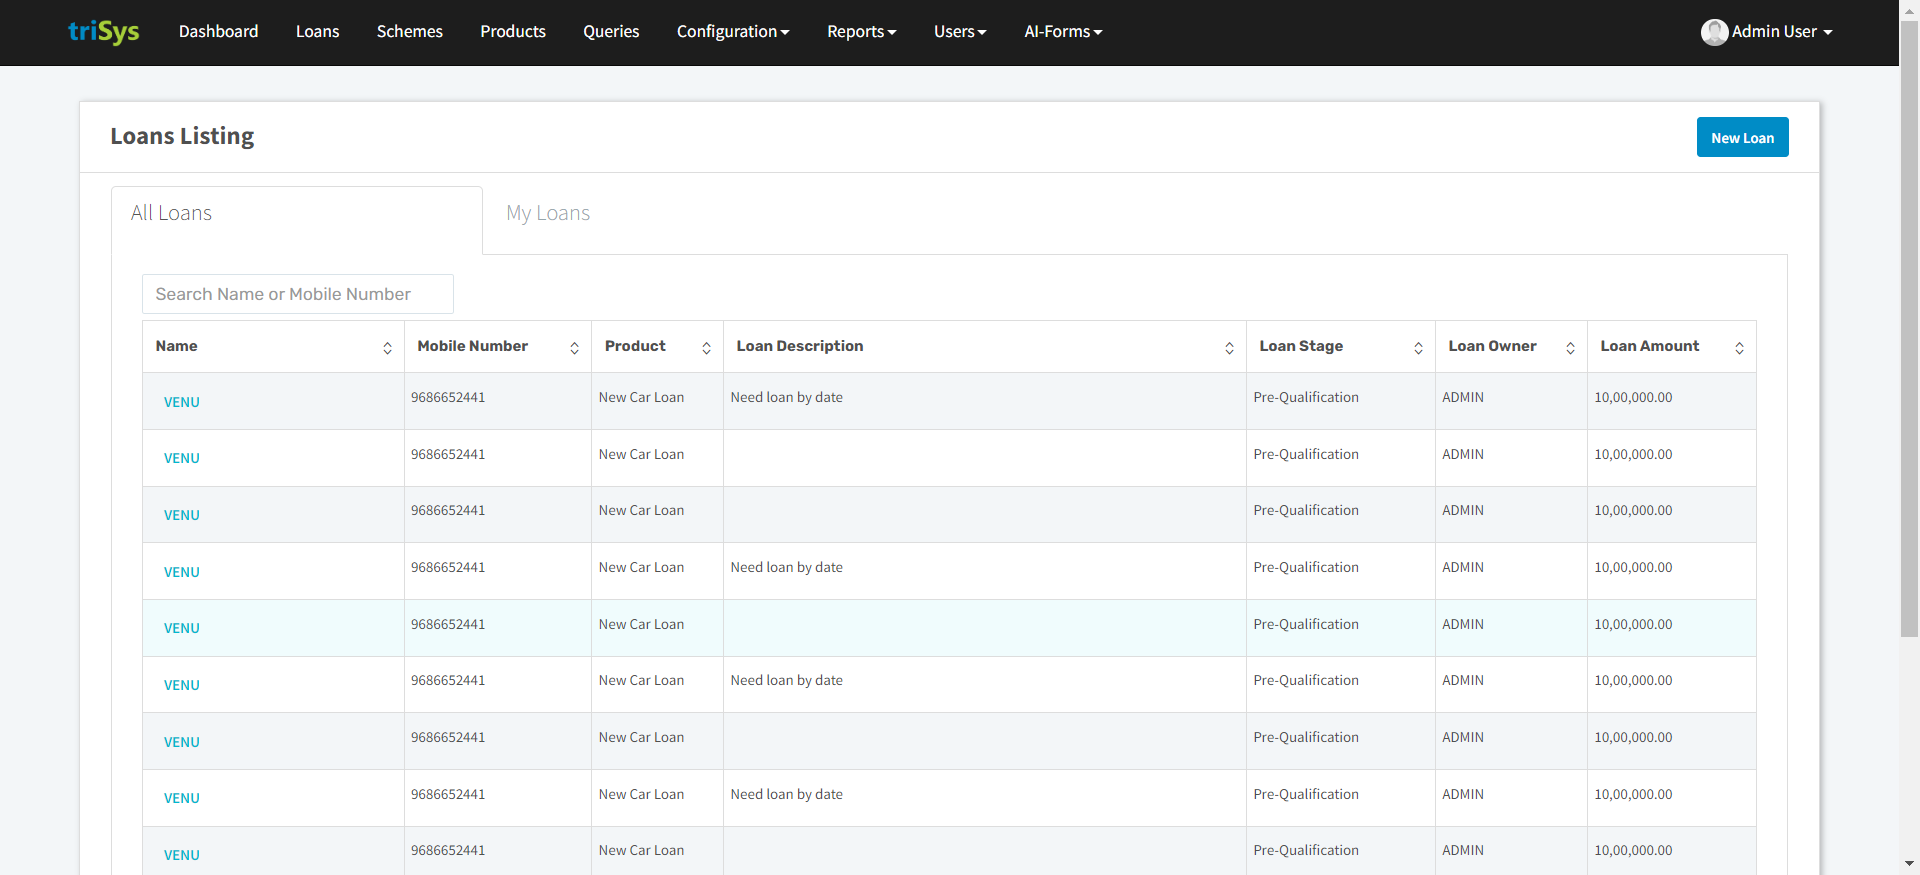 triSys Dashboard Loans Schemes Products Queries Configuration Reports Users AI-Forms Admin User
Loans Listing New Loan
All Loans My Loans
Search Name or Mobile Number
Name Mobile Number Product Loan Description Loan Stage Loan Owner Loan Amount
VENU 9686652441 New Car Loan Need loan by date Pre-Qualification ADMIN 10,00,000.00
VENU 9686652441 New Car Loan Pre-Qualification ADMIN 10,00,000.00
VENU 9686652441 New Car Loan Pre-Qualification ADMIN 10,00,000.00
VENU 9686652441 New Car Loan Need loan by date Pre-Qualification ADMIN 10,00,000.00
VENU 9686652441 New Car Loan Pre-Qualification ADMIN 10,00,000.00
VENU 9686652441 New Car Loan Need loan by date Pre-Qualification ADMIN 10,00,000.00
VENU 9686652441 New Car Loan Pre-Qualification ADMIN 10,00,000.00
VENU 9686652441 New Car Loan Need loan by date Pre-Qualification ADMIN 10,00,000.00
VENU 9686652441 New Car Loan Pre-Qualification ADMIN 10,00,000.00